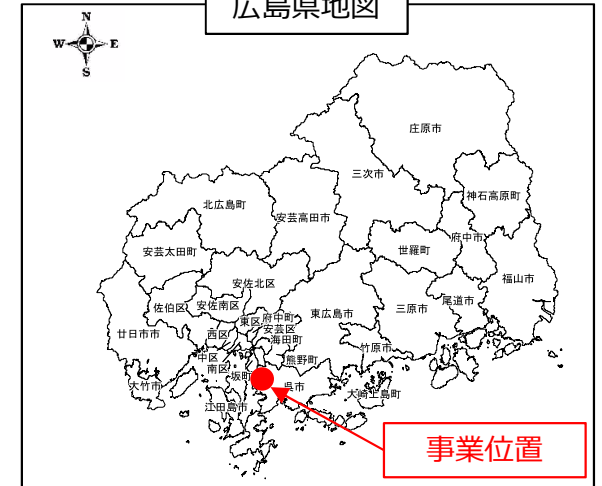 広島県地図
N
W E
S
庄原市
三次市
神石高原町
北広島町
安芸高田市
府中市
世羅町
安芸太田町
福山市
安佐北区
尾道市
佐伯区
安佐南区
東広島市
三原市
府中町
東区
安芸区
廿日市市
西区
海田町
竹原市
中区
熊野町
南区
坂町
大竹市
呉市
大崎上島町
江田島市
事業位置